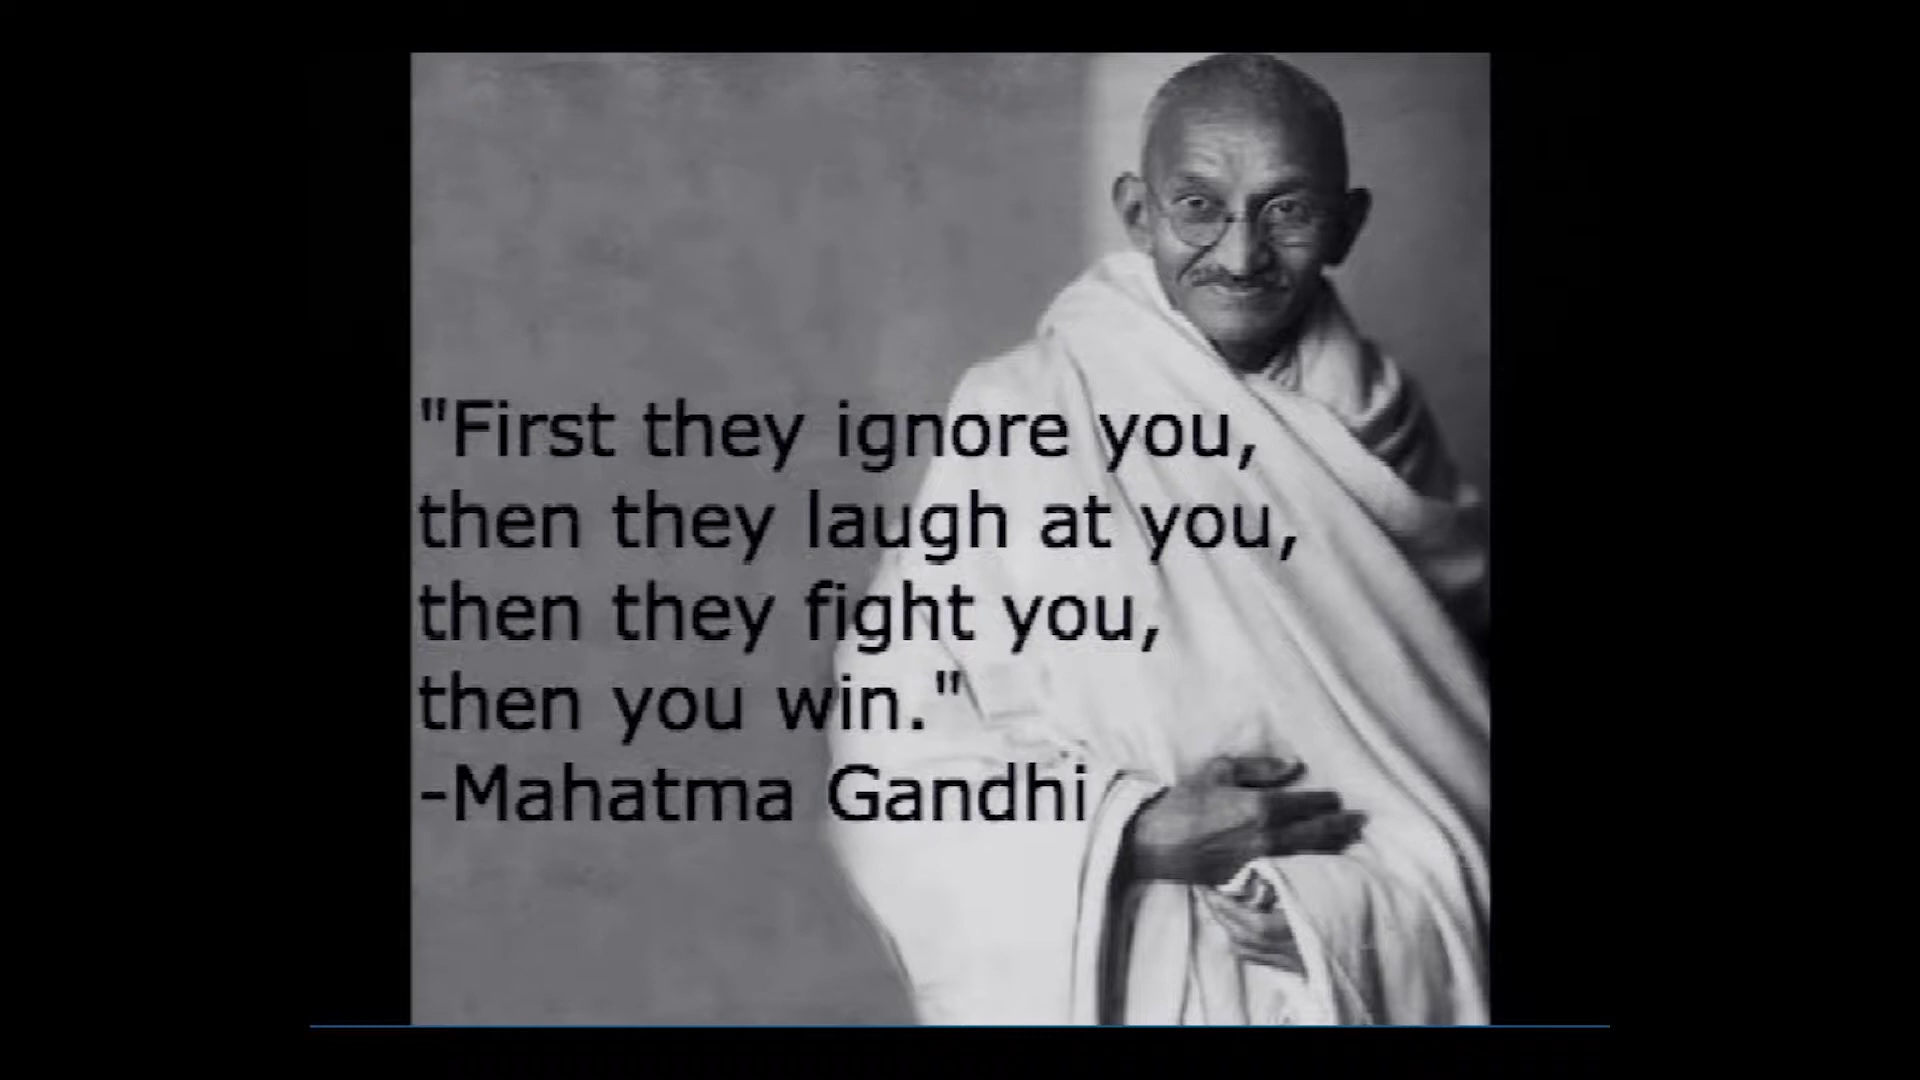 "First they ignore you,
then they laugh at you,
then they fight you,
then you win."
-Mahatma Gandhi